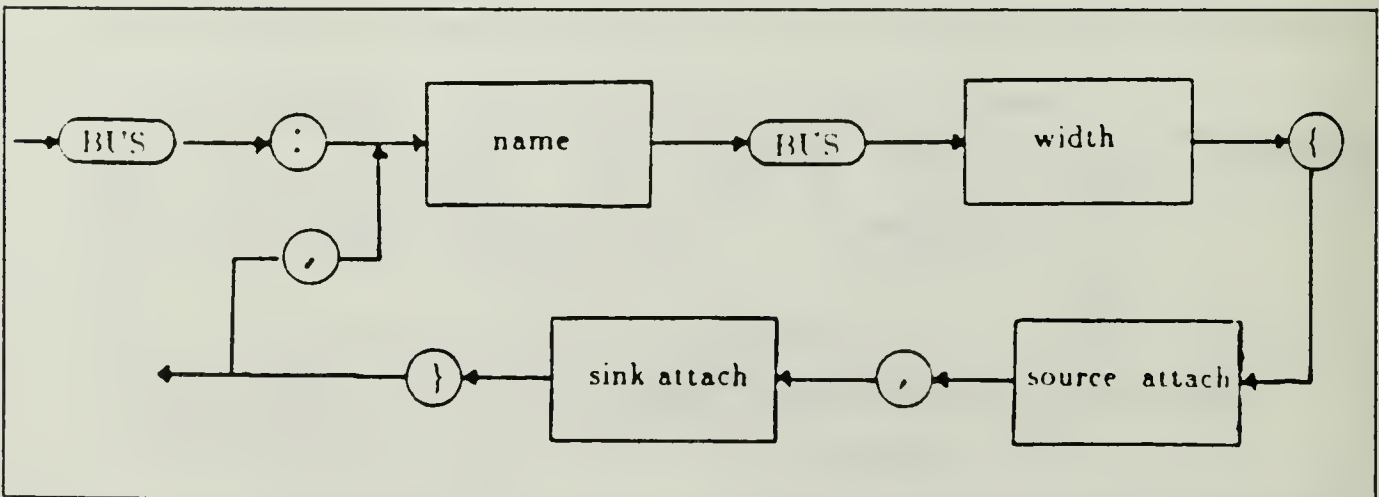 BUS : name BUS width {
,
} sink attach , source attach